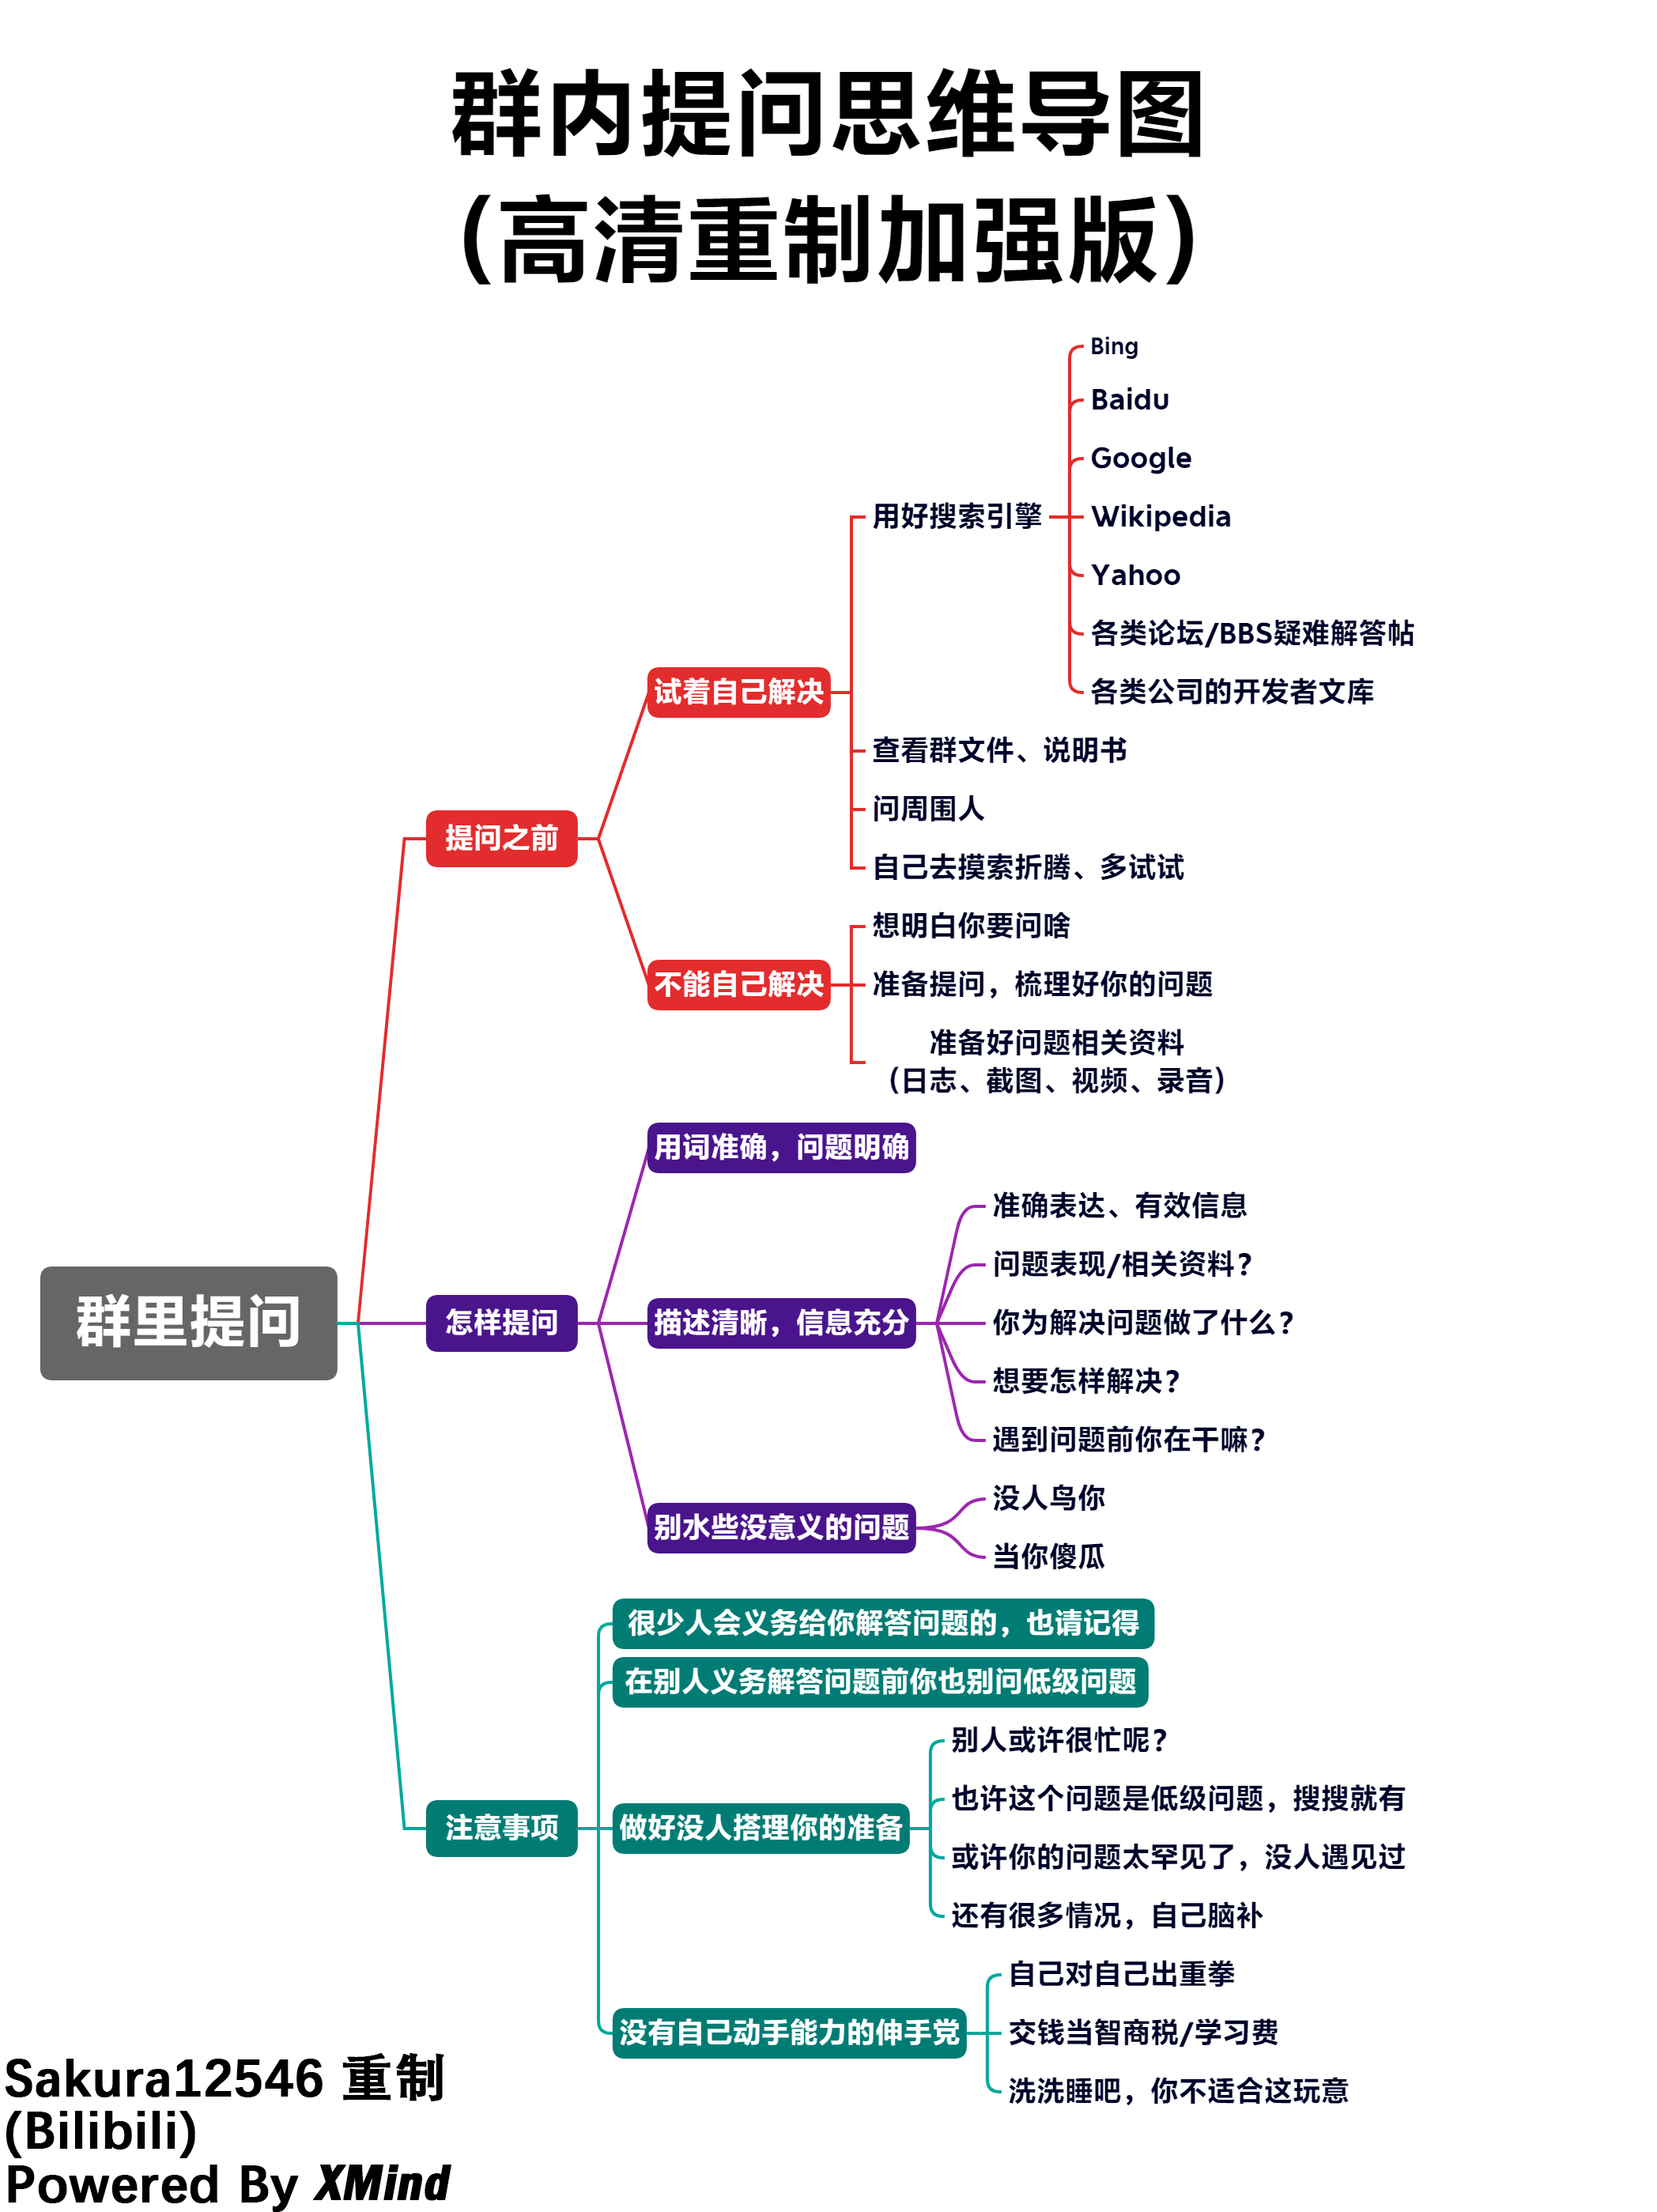 群内提问思维导图
(高清重制加强版)
群里提问
提问之前
试着自己解决
用好搜索引擎
Bing
Baidu
Google
Wikipedia
Yahoo
各类论坛/BBS疑难解答帖
各类公司的开发者文库
查看群文件、说明书
问周围人
自己去摸索折腾、多试试
不能自己解决
想明白你要问啥
准备提问，梳理好你的问题
准备好问题相关资料
(日志、截图、视频、录音)
怎样提问
用词准确，问题明确
描述清晰，信息充分
准确表达、有效信息
问题表现/相关资料?
你为解决问题做了什么?
想要怎样解决?
遇到问题前你在干嘛?
别水些没意义的问题
没人鸟你
当你傻瓜
注意事项
很少人会义务给你解答问题的，也请记得
在别人义务解答问题前你也别问低级问题
做好没人搭理你的准备
别人或许很忙呢?
也许这个问题是低级问题，搜搜就有
或许你的问题太罕见了，没人遇见过
还有很多情况，自己脑补
没有自己动手能力的伸手党
自己对自己出重拳
交钱当智商税/学习费
洗洗睡吧，你不适合这玩意
Sakura12546 重制
(Bilibili)
Powered By XMind